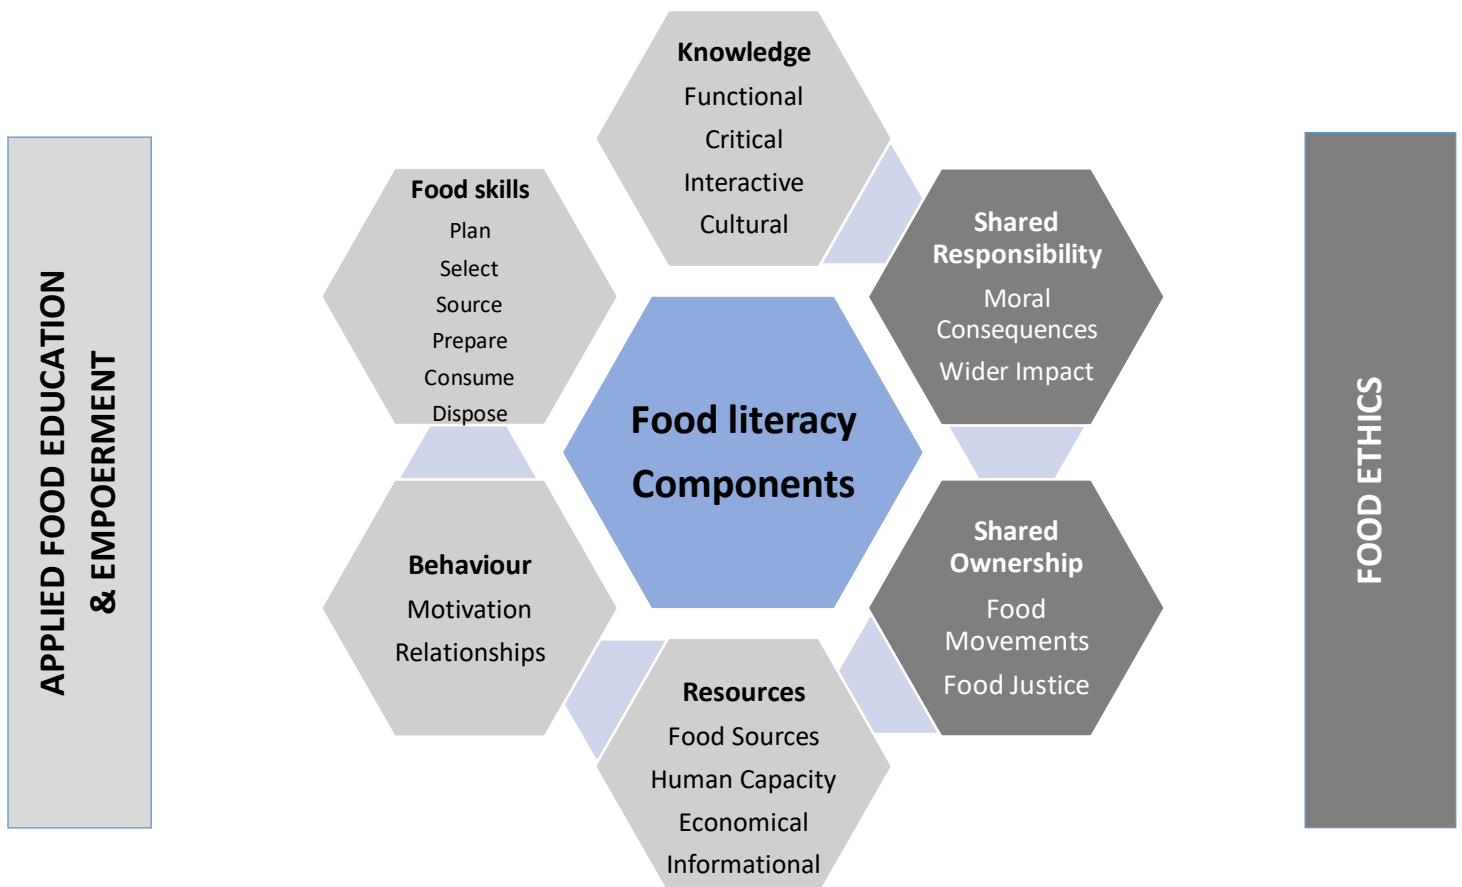 APPLIED FOOD EDUCATION
& EMPOERMENT
Knowledge
Functional
Critical
Interactive
Cultural
Food skills
Plan
Select
Source
Prepare
Consume
Dispose
Shared
Responsibility
Moral
Consequences
Wider Impact
Food literacy
Components
Behaviour
Motivation
Relationships
Shared
Ownership
Food
Movements
Food Justice
Resources
Food Sources
Human Capacity
Economical
Informational
FOOD ETHICS